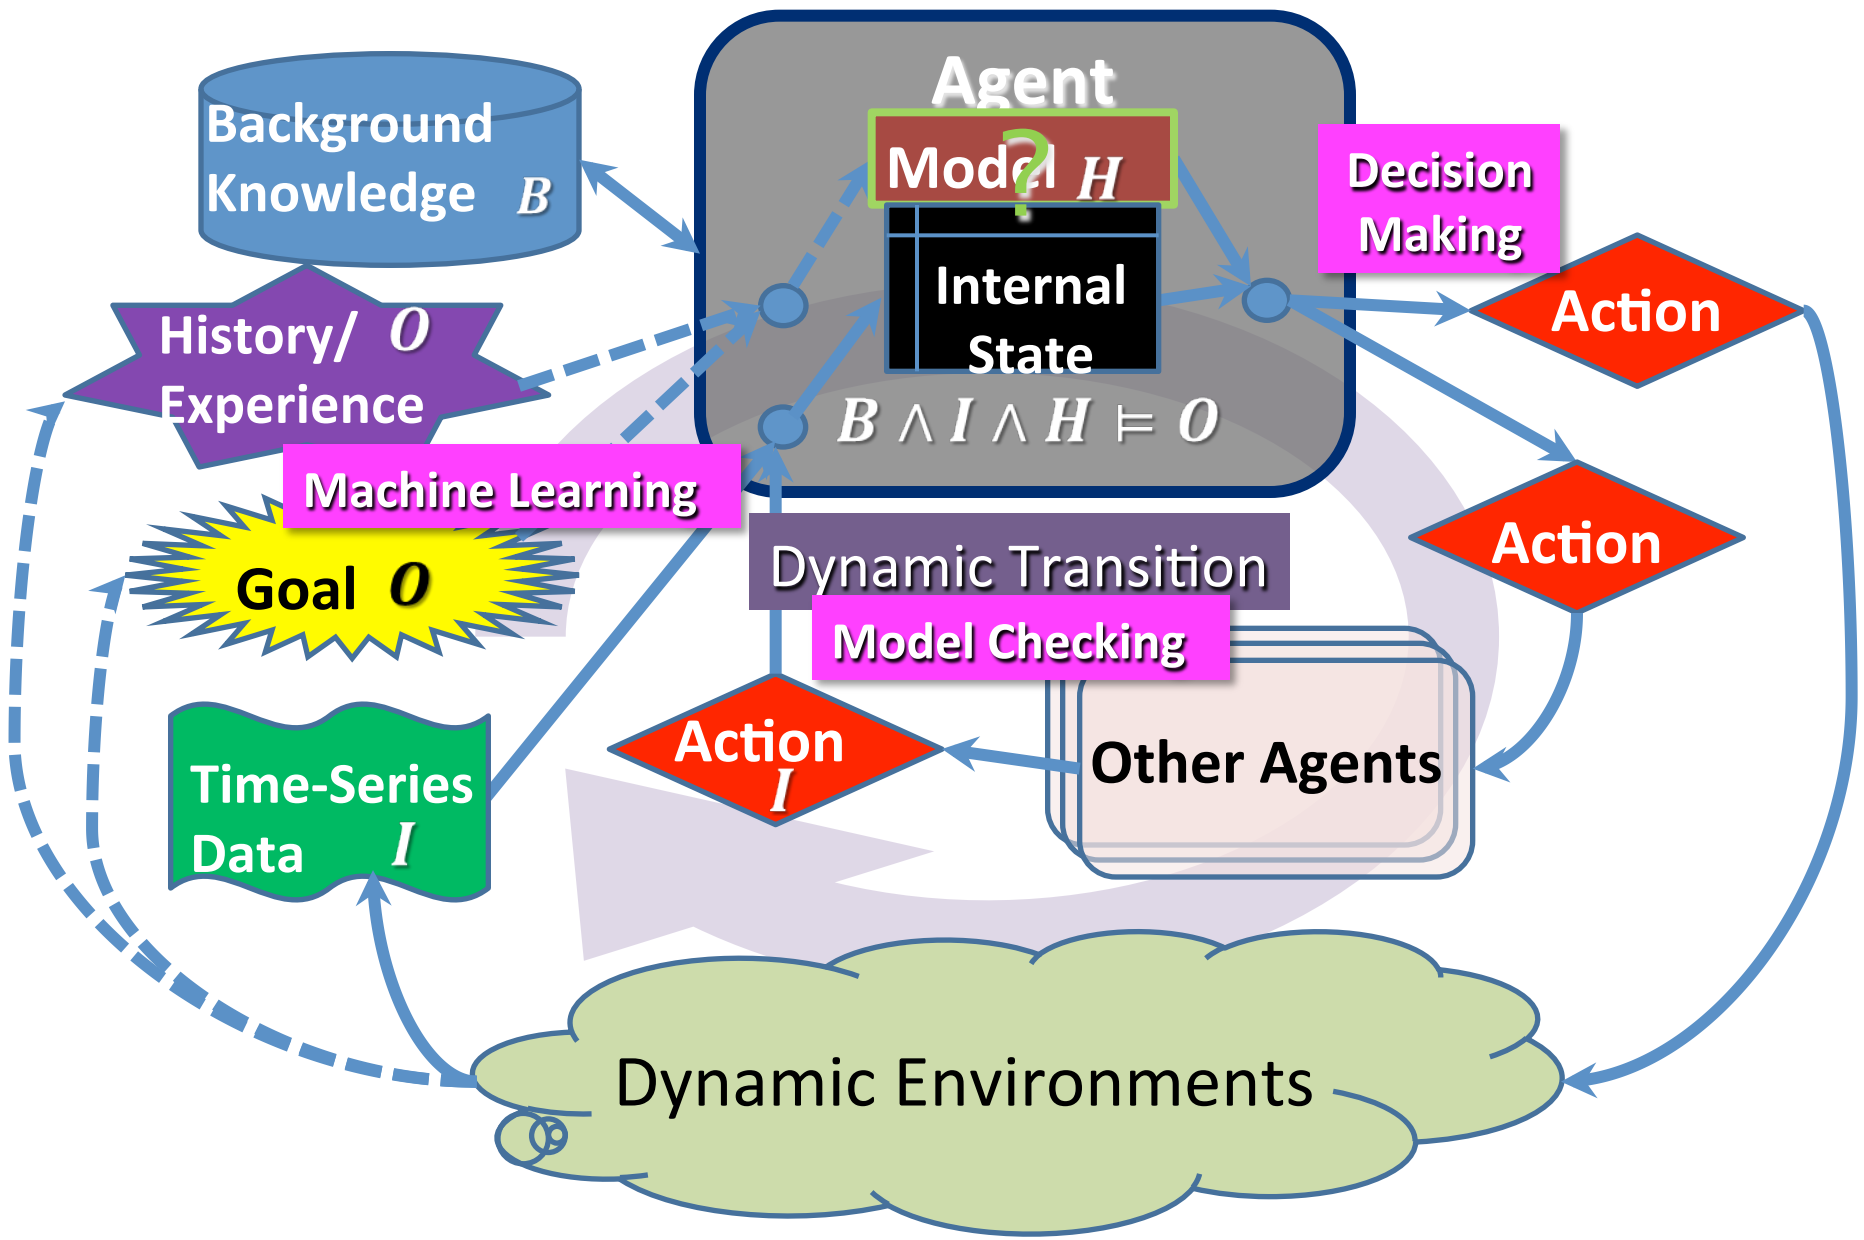 Agent
Background
Knowledge B
Model H
?
Decision
Making
Internal
State
Action
History/ O
Experience
B ∧ I ∧ H ⊨ O
Machine Learning
Dynamic Transition
Action
Goal O
Model Checking
Action
I
Other Agents
Time-Series
Data I
Dynamic Environments